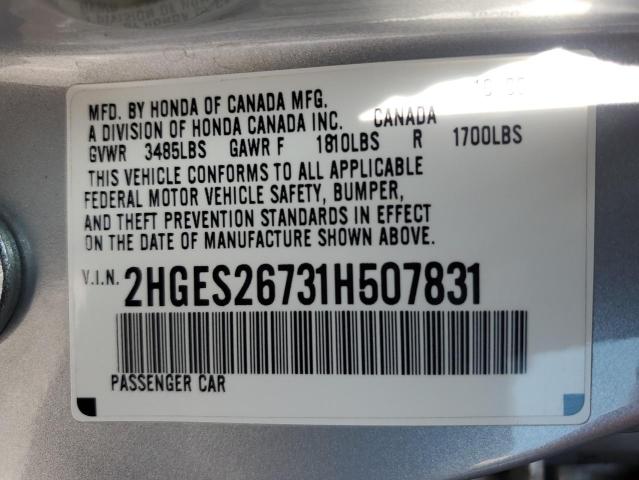 MFD. BY HONDA OF CANADA MFG.
A DIVISION OF HONDA CANADA INC. CANADA
GVWR 3485LBS GAWR F 1810LBS R 1700LBS
THIS VEHICLE CONFORMS TO ALL APPLICABLE
FEDERAL MOTOR VEHICLE SAFETY, BUMPER,
AND THEFT PREVENTION STANDARDS IN EFFECT
ON THE DATE OF MANUFACTURE SHOWN ABOVE.
V.I.N. 2HGES26731H507831
PASSENGER CAR